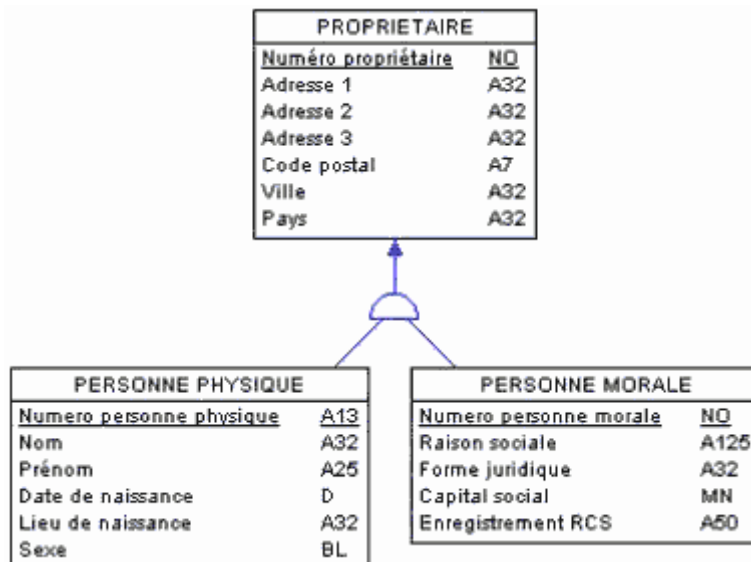 PROPRIETAIRE
Numéro propriétaire NO
Adresse 1 A32
Adresse 2 A32
Adresse 3 A32
Code postal A7
Ville A32
Pays A32
PERSONNE PHYSIQUE
Numero personne physique A13
Nom A32
Prénom A25
Date de naissance D
Lieu de naissance A32
Sexe BL
PERSONNE MORALE
Numero personne morale NO
Raison sociale A125
Forme juridique A32
Capital social MN
Enregistrement RCS A50